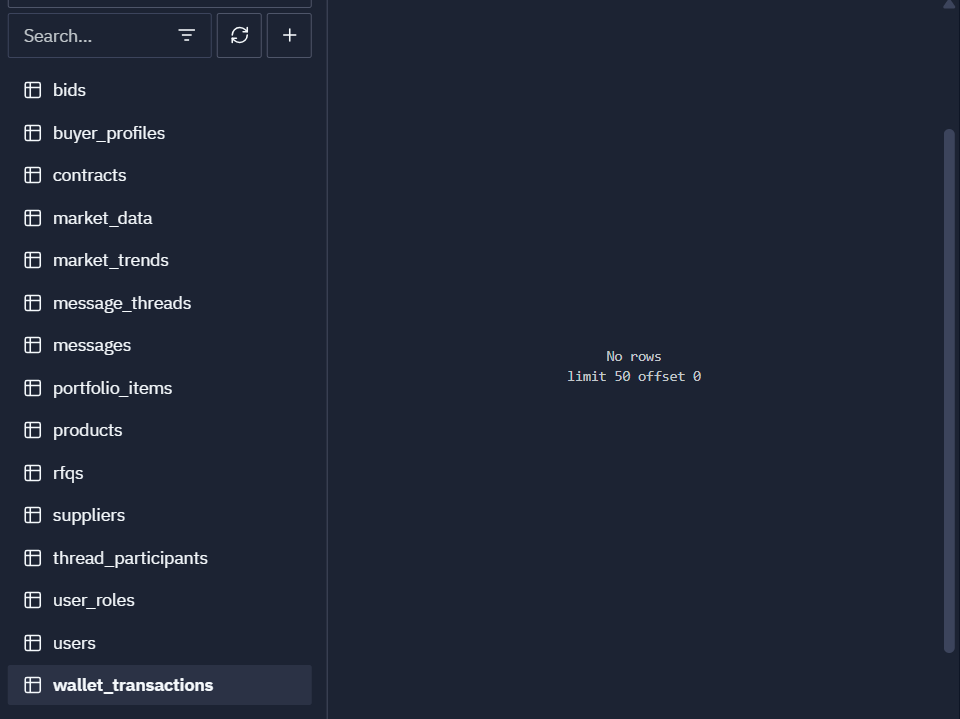 Search...
bids
buyer_profiles
contracts
market_data
market_trends
message_threads
messages
portfolio_items
products
rfqs
suppliers
thread_participants
user_roles
users
wallet_transactions
No rows
limit 50 offset 0